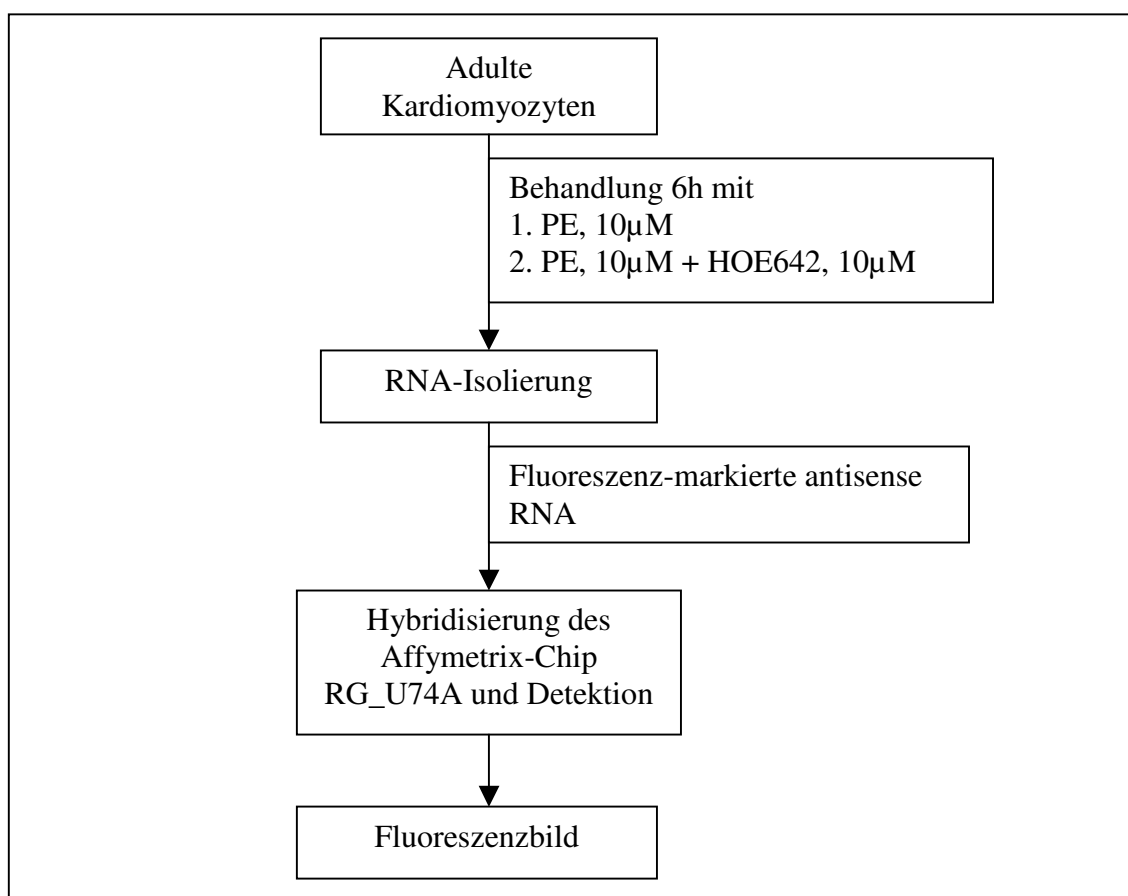 Adulte
Kardiomyozyten
Behandlung 6h mit
1. PE, 10µM
2. PE, 10µM + HOE642, 10µM
RNA-Isolierung
Fluoreszenz-markierte antisense
RNA
Hybridisierung des
Affymetrix-Chip
RG_U74A und Detektion
Fluoreszenzbild